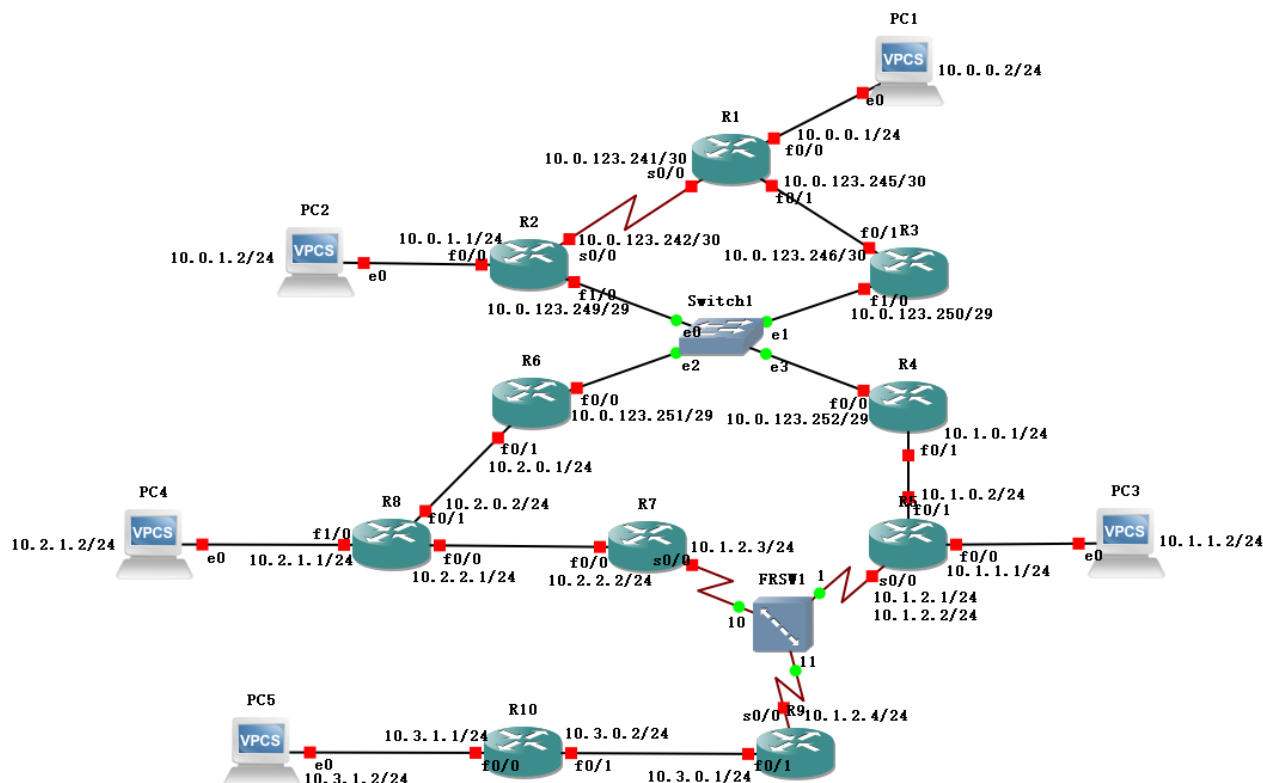 PC1
VPCS
10.0.0.2/24
e0
R1
10.0.0.1/24
f0/0
10.0.123.241/30
s0/0
10.0.123.245/30
f0/1
PC2
VPCS
10.0.1.2/24
e0
R2
10.0.1.1/24
f0/0
10.0.123.242/30
s0/0
f1/0
10.0.123.249/29
f0/1
R3
10.0.123.246/30
f1/0
10.0.123.250/29
Switch1
e0
e1
e2
e3
R6
f0/0
10.0.123.251/29
f0/1
10.2.0.1/24
R4
f0/0
10.0.123.252/29
10.1.0.1/24
f0/1
PC4
VPCS
10.2.1.2/24
e0
R8
10.2.0.2/24
f0/1
f1/0
10.2.1.1/24
f0/0
10.2.2.1/24
R7
f0/0
10.2.2.2/24
10.1.2.3/24
s0/0
10.1.0.2/24
R5
f0/1
f0/0
10.1.1.1/24
s0/0
10.1.2.1/24
10.1.2.2/24
PC3
VPCS
e0
10.1.1.2/24
FRSW1
1
10
11
PC5
VPCS
e0
10.3.1.2/24
R10
10.3.1.1/24
f0/0
10.3.0.2/24
f0/1
s0/0
R9
10.1.2.4/24
f0/1
10.3.0.1/24